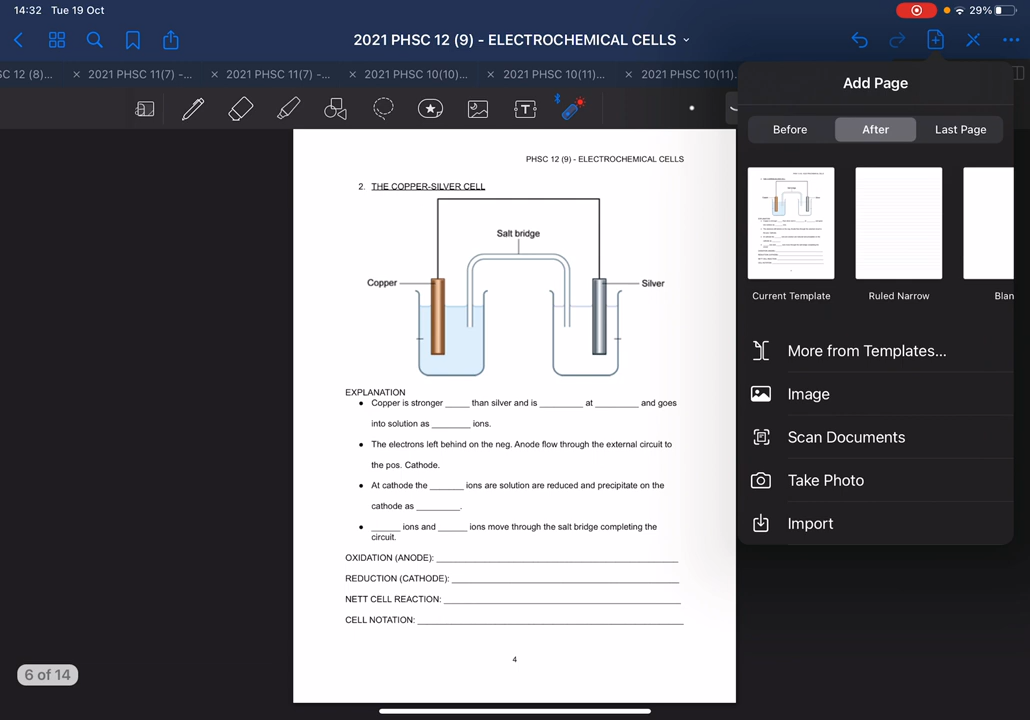 14:32 Tue 19 Oct
29%
2021 PHSC 12 (9) - ELECTROCHEMICAL CELLS
SC 12 (8)...
2021 PHSC 11(7) -...
2021 PHSC 11(7) -...
2021 PHSC 10(10)...
2021 PHSC 10(11)...
2021 PHSC 10(11)...
T
Add Page
Before
After
Last Page
Current Template
Ruled Narrow
Blan
More from Templates...
Image
Scan Documents
Take Photo
Import
PHSC 12 (9) - ELECTROCHEMICAL CELLS
2. THE COPPER-SILVER CELL
Salt bridge
Copper
Silver
EXPLANATION
• Copper is stronger _____ than silver and is _________ at _________ and goes
into solution as ________ ions.
• The electrons left behind on the neg. Anode flow through the external circuit to
the pos. Cathode.
• At cathode the _______ ions are solution are reduced and precipitate on the
cathode as _________.
• ______ ions and ______ ions move through the salt bridge completing the
circuit.
OXIDATION (ANODE): ____________________
REDUCTION (CATHODE): ____________________
NETT CELL REACTION: ____________________
CELL NOTATION: ____________________
4
6 of 14